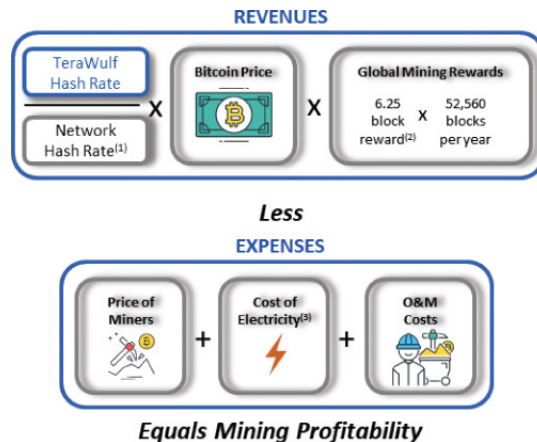 REVENUES
TeraWulf
Hash Rate
Network
Hash Rate(1)
X
Bitcoin Price
X
Global Mining Rewards
6.25
block
reward(2)
X
52,560
blocks
per year
Less
EXPENSES
Price of
Miners
+
Cost of
Electricity(3)
+
O&M
Costs
Equals Mining Profitability